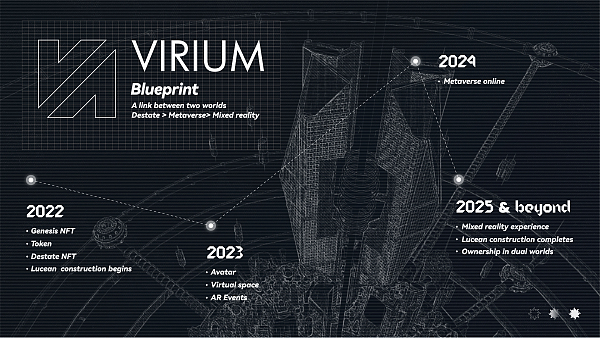 VIRIUM
Blueprint
A link between two worlds
Destate > Metaverse> Mixed reality
2022
• Genesis NFT
• Token
• Destate NFT
• Lucean construction begins
2023
• Avatar
• Virtual space
• AR Events
2024
• Metaverse online
2025 & beyond
• Mixed reality experience
• Lucean construction completes
• Ownership in dual worlds